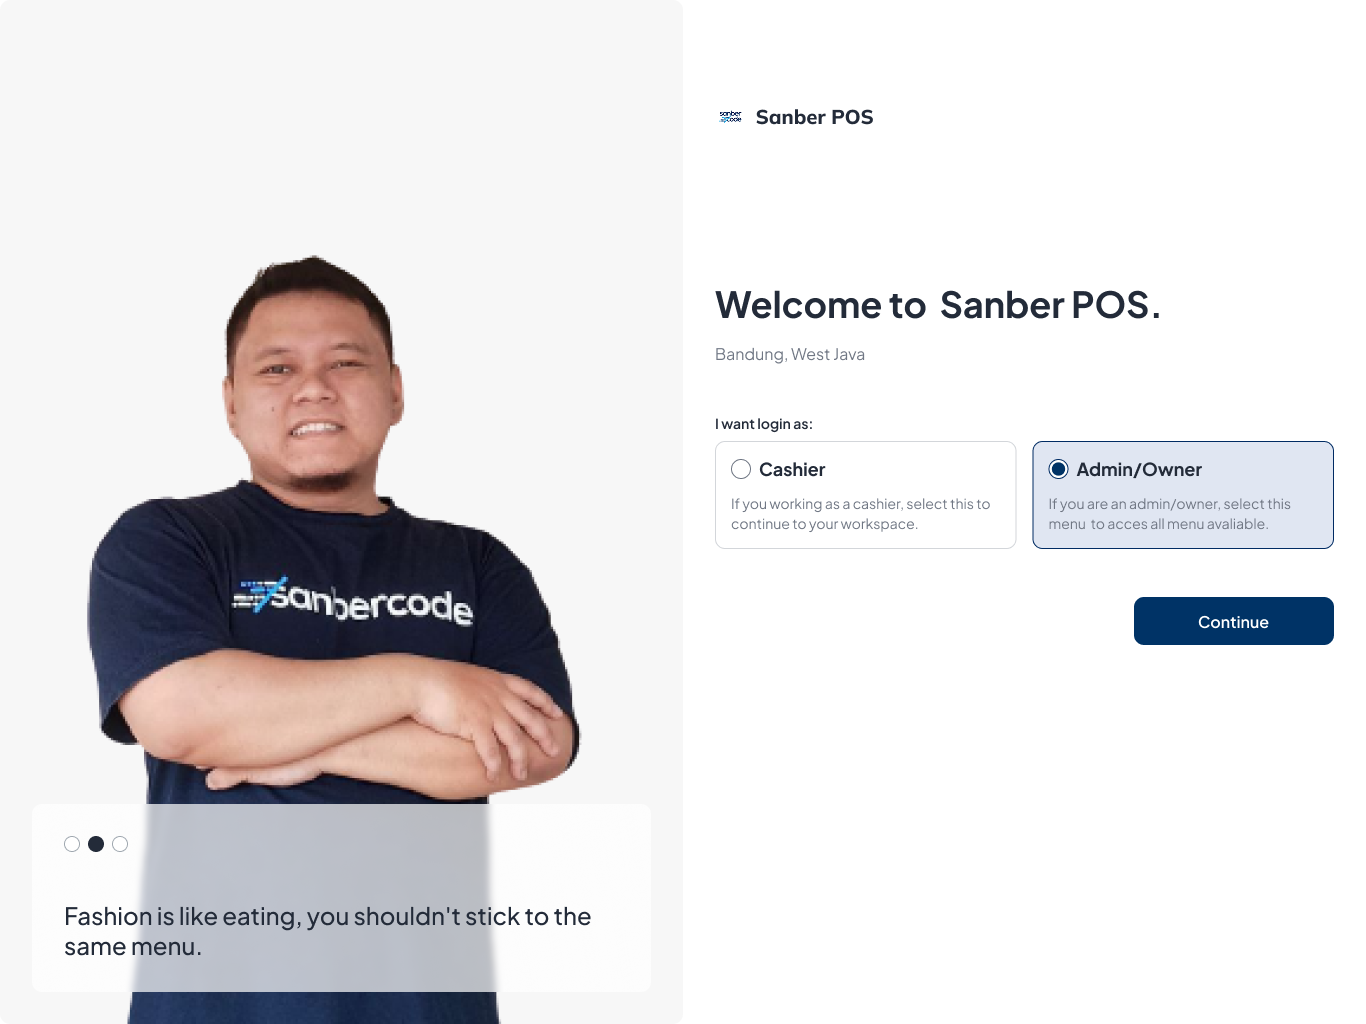 sanbercode
Fashion is like eating, you shouldn't stick to the
same menu.
sanber
code
Sanber POS
Welcome to Sanber POS.
Bandung, West Java
I want login as:
Cashier
If you working as a cashier, select this to
continue to your workspace.
Admin/Owner
If you are an admin/owner, select this
menu to acces all menu avaliable.
Continue